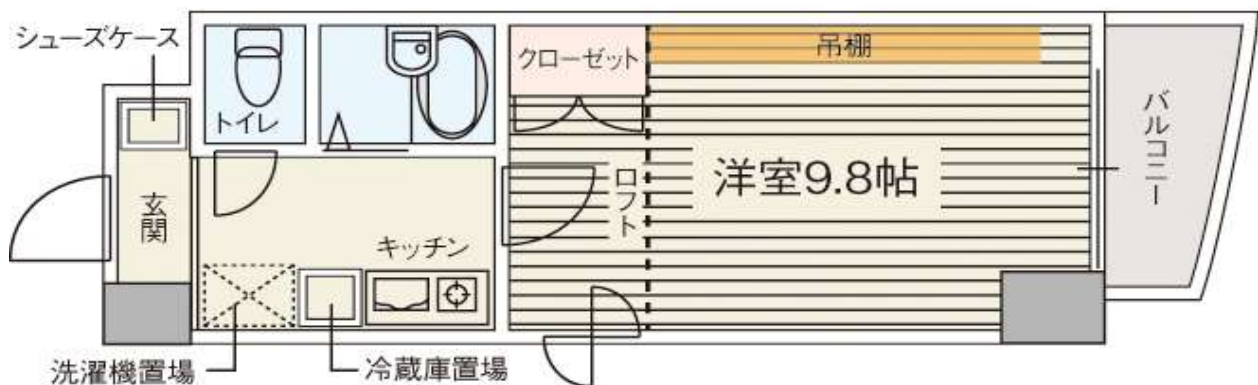 シューズケース
トイレ
クローゼット
吊棚
バルコニー
玄関
ロフト
洋室9.8帖
キッチン
洗濯機置場
冷蔵庫置場